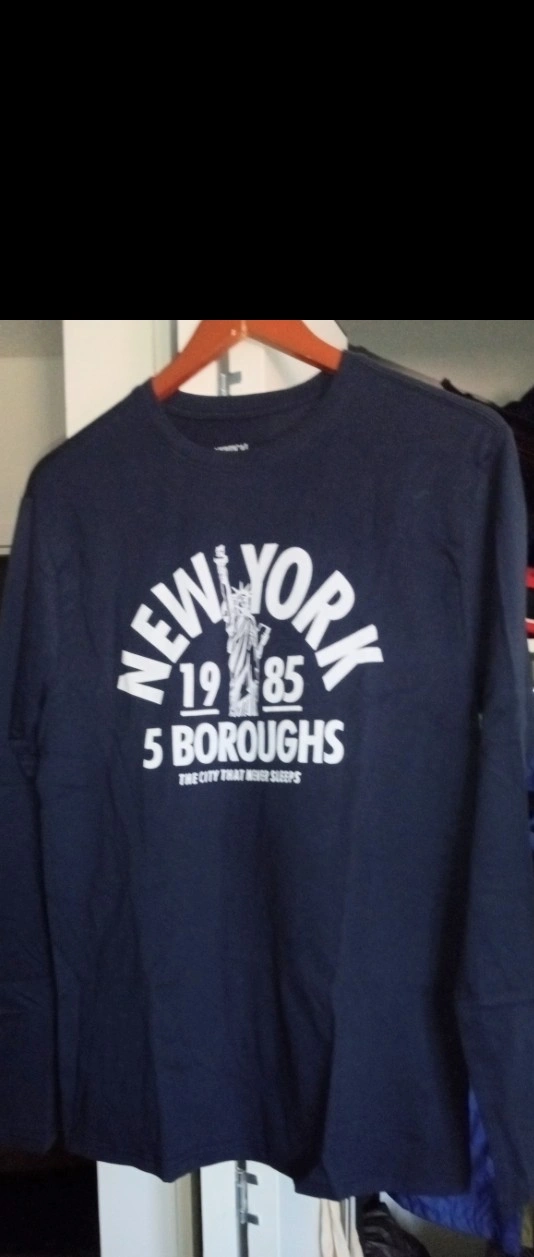 NEW YORK
19 85
5 BOROUGHS
THE CITY THAT NEVER SLEEPS